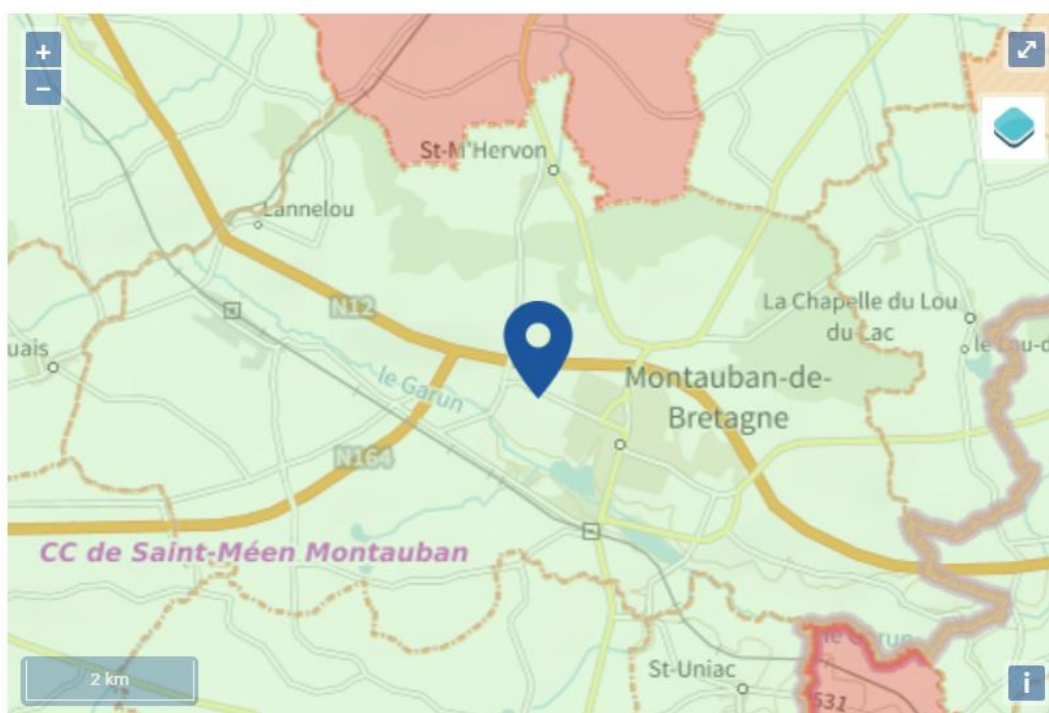 +
−
St-M'Hervon
Lannelou
N12
La Chapelle du Lou
du Lac
uais
le Lou-d
le Garun
Montauban-de-
Bretagne
N164
CC de Saint-Méen Montauban
le Garun
St-Uniac
2 km
531
i